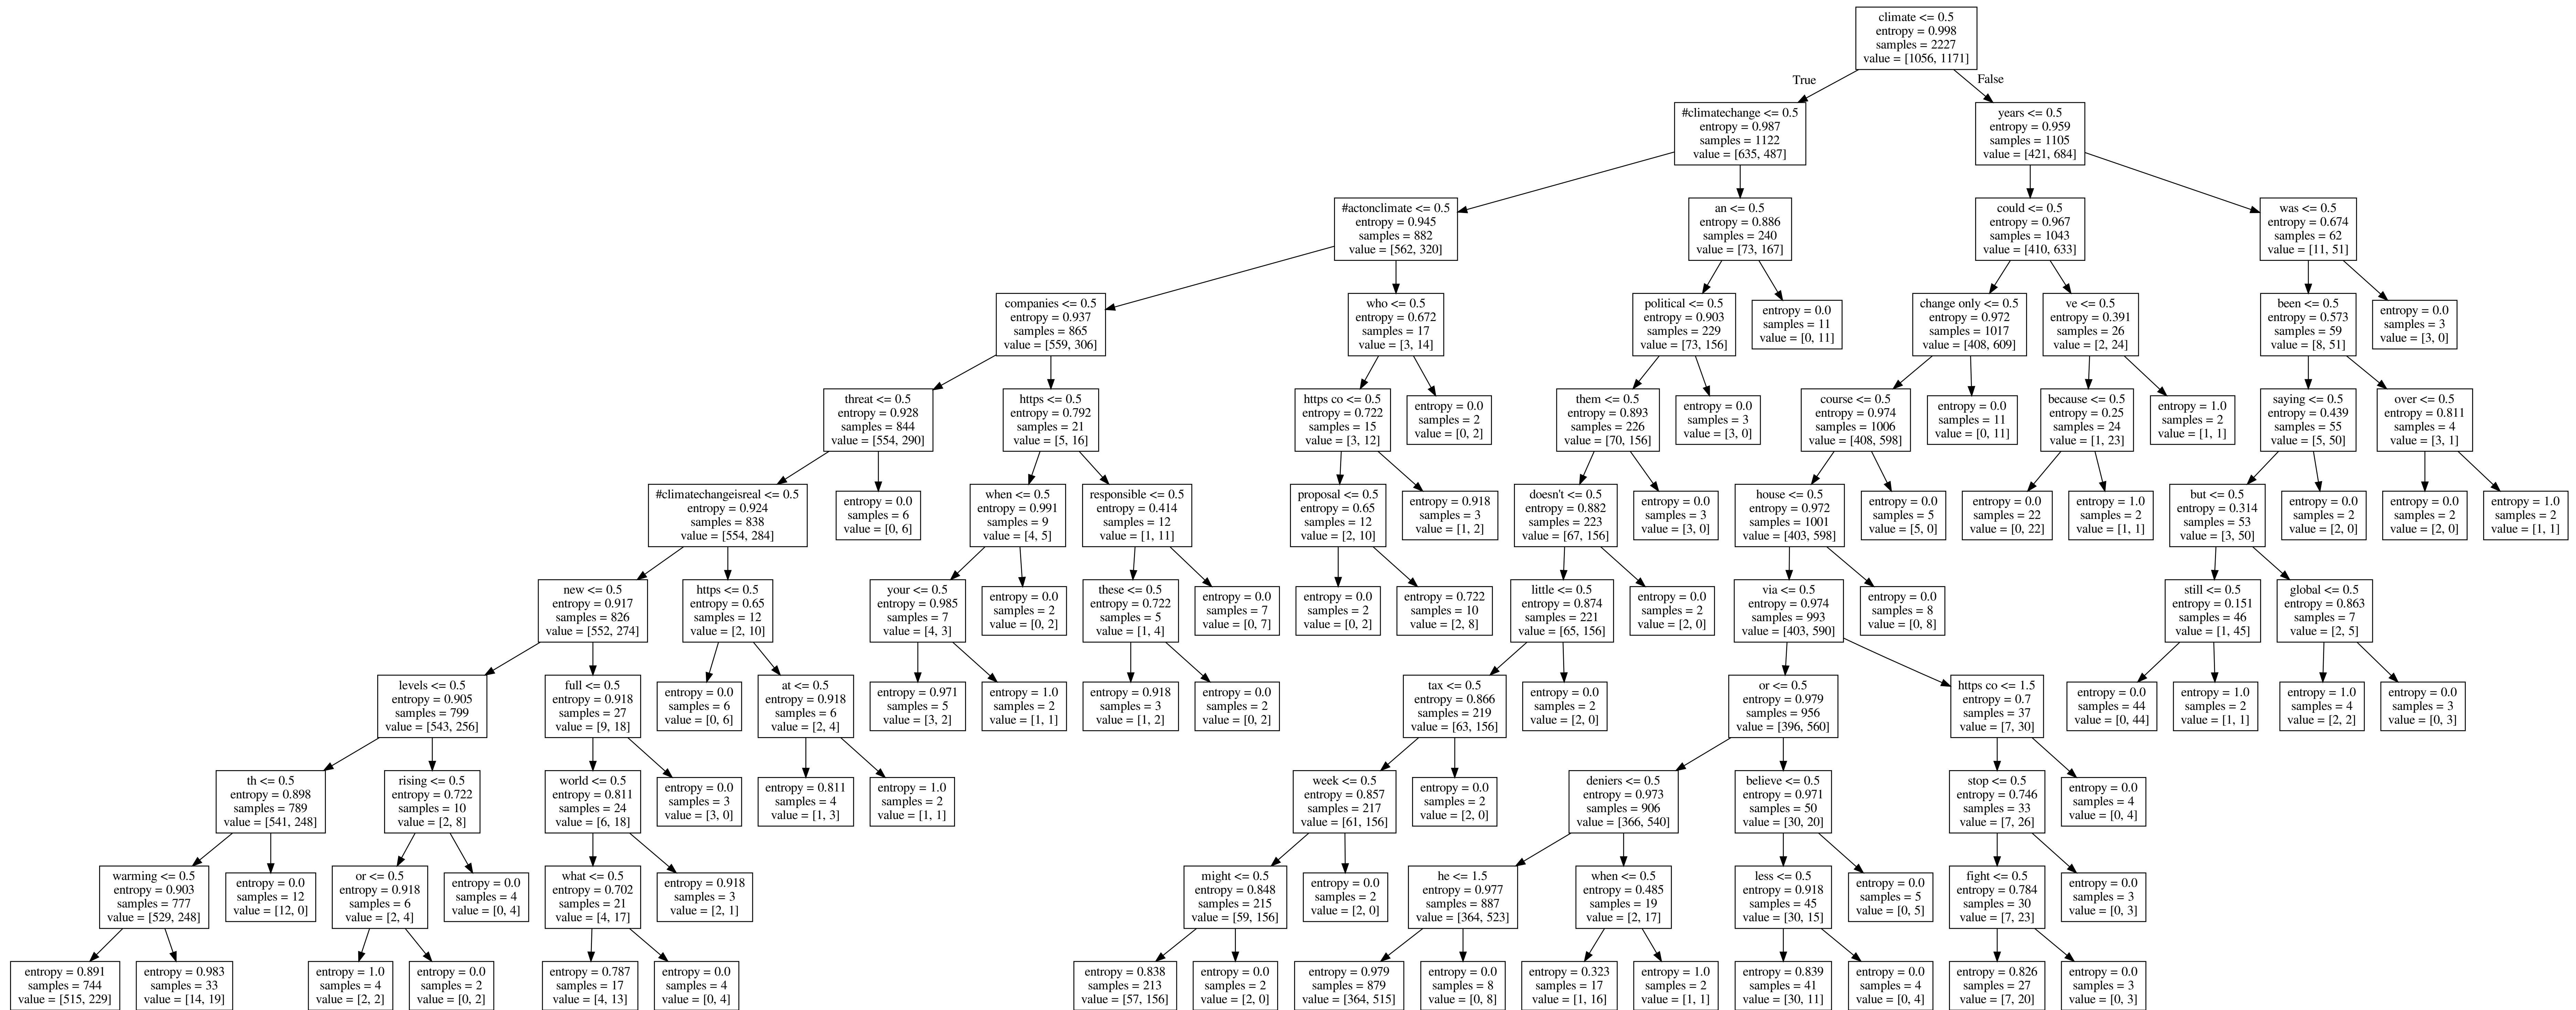 climate <= 0.5
entropy = 0.998
samples = 2227
value = [1056, 1171]
True
False
#climatechange <= 0.5
entropy = 0.987
samples = 1122
value = [635, 487]
years <= 0.5
entropy = 0.959
samples = 1105
value = [421, 684]
#actonclimate <= 0.5
entropy = 0.945
samples = 882
value = [562, 320]
an <= 0.5
entropy = 0.886
samples = 240
value = [73, 167]
could <= 0.5
entropy = 0.967
samples = 1043
value = [410, 633]
was <= 0.5
entropy = 0.674
samples = 62
value = [11, 51]
companies <= 0.5
entropy = 0.937
samples = 865
value = [559, 306]
who <= 0.5
entropy = 0.672
samples = 17
value = [3, 14]
political <= 0.5
entropy = 0.903
samples = 229
value = [73, 156]
entropy = 0.0
samples = 11
value = [0, 11]
change only <= 0.5
entropy = 0.972
samples = 1017
value = [408, 609]
ve <= 0.5
entropy = 0.391
samples = 26
value = [2, 24]
been <= 0.5
entropy = 0.573
samples = 59
value = [8, 51]
entropy = 0.0
samples = 3
value = [3, 0]
threat <= 0.5
entropy = 0.928
samples = 844
value = [554, 290]
https <= 0.5
entropy = 0.792
samples = 21
value = [5, 16]
https co <= 0.5
entropy = 0.722
samples = 15
value = [3, 12]
entropy = 0.0
samples = 2
value = [0, 2]
them <= 0.5
entropy = 0.893
samples = 226
value = [70, 156]
entropy = 0.0
samples = 3
value = [3, 0]
course <= 0.5
entropy = 0.974
samples = 1006
value = [408, 598]
entropy = 0.0
samples = 11
value = [0, 11]
because <= 0.5
entropy = 0.25
samples = 24
value = [1, 23]
entropy = 1.0
samples = 2
value = [1, 1]
saying <= 0.5
entropy = 0.439
samples = 55
value = [5, 50]
over <= 0.5
entropy = 0.811
samples = 4
value = [3, 1]
#climatechangeisreal <= 0.5
entropy = 0.924
samples = 838
value = [554, 284]
entropy = 0.0
samples = 6
value = [0, 6]
when <= 0.5
entropy = 0.991
samples = 9
value = [4, 5]
responsible <= 0.5
entropy = 0.414
samples = 12
value = [1, 11]
proposal <= 0.5
entropy = 0.65
samples = 12
value = [2, 10]
entropy = 0.918
samples = 3
value = [1, 2]
doesn't <= 0.5
entropy = 0.882
samples = 223
value = [67, 156]
entropy = 0.0
samples = 3
value = [3, 0]
house <= 0.5
entropy = 0.972
samples = 1001
value = [403, 598]
entropy = 0.0
samples = 5
value = [5, 0]
entropy = 0.0
samples = 22
value = [0, 22]
entropy = 1.0
samples = 2
value = [1, 1]
but <= 0.5
entropy = 0.314
samples = 53
value = [3, 50]
entropy = 0.0
samples = 2
value = [2, 0]
entropy = 0.0
samples = 2
value = [2, 0]
entropy = 1.0
samples = 2
value = [1, 1]
new <= 0.5
entropy = 0.917
samples = 826
value = [552, 274]
https <= 0.5
entropy = 0.65
samples = 12
value = [2, 10]
your <= 0.5
entropy = 0.985
samples = 7
value = [4, 3]
entropy = 0.0
samples = 2
value = [0, 2]
these <= 0.5
entropy = 0.722
samples = 5
value = [1, 4]
entropy = 0.0
samples = 7
value = [0, 7]
entropy = 0.0
samples = 2
value = [0, 2]
entropy = 0.722
samples = 10
value = [2, 8]
little <= 0.5
entropy = 0.874
samples = 221
value = [65, 156]
entropy = 0.0
samples = 2
value = [2, 0]
via <= 0.5
entropy = 0.974
samples = 993
value = [403, 590]
entropy = 0.0
samples = 8
value = [0, 8]
still <= 0.5
entropy = 0.151
samples = 46
value = [1, 45]
global <= 0.5
entropy = 0.863
samples = 7
value = [2, 5]
levels <= 0.5
entropy = 0.905
samples = 799
value = [543, 256]
full <= 0.5
entropy = 0.918
samples = 27
value = [9, 18]
entropy = 0.0
samples = 6
value = [0, 6]
at <= 0.5
entropy = 0.918
samples = 6
value = [2, 4]
entropy = 0.971
samples = 5
value = [3, 2]
entropy = 1.0
samples = 2
value = [1, 1]
entropy = 0.918
samples = 3
value = [1, 2]
entropy = 0.0
samples = 2
value = [0, 2]
tax <= 0.5
entropy = 0.866
samples = 219
value = [63, 156]
entropy = 0.0
samples = 2
value = [2, 0]
or <= 0.5
entropy = 0.979
samples = 956
value = [396, 560]
https co <= 1.5
entropy = 0.7
samples = 37
value = [7, 30]
entropy = 0.0
samples = 44
value = [0, 44]
entropy = 1.0
samples = 2
value = [1, 1]
entropy = 1.0
samples = 4
value = [2, 2]
entropy = 0.0
samples = 3
value = [0, 3]
th <= 0.5
entropy = 0.898
samples = 789
value = [541, 248]
rising <= 0.5
entropy = 0.722
samples = 10
value = [2, 8]
world <= 0.5
entropy = 0.811
samples = 24
value = [6, 18]
entropy = 0.0
samples = 3
value = [3, 0]
entropy = 0.811
samples = 4
value = [1, 3]
entropy = 1.0
samples = 2
value = [1, 1]
week <= 0.5
entropy = 0.857
samples = 217
value = [61, 156]
entropy = 0.0
samples = 2
value = [2, 0]
deniers <= 0.5
entropy = 0.973
samples = 906
value = [366, 540]
believe <= 0.5
entropy = 0.971
samples = 50
value = [30, 20]
stop <= 0.5
entropy = 0.746
samples = 33
value = [7, 26]
entropy = 0.0
samples = 4
value = [0, 4]
warming <= 0.5
entropy = 0.903
samples = 777
value = [529, 248]
entropy = 0.0
samples = 12
value = [12, 0]
or <= 0.5
entropy = 0.918
samples = 6
value = [2, 4]
entropy = 0.0
samples = 4
value = [0, 4]
what <= 0.5
entropy = 0.702
samples = 21
value = [4, 17]
entropy = 0.918
samples = 3
value = [2, 1]
might <= 0.5
entropy = 0.848
samples = 215
value = [59, 156]
entropy = 0.0
samples = 2
value = [2, 0]
he <= 1.5
entropy = 0.977
samples = 887
value = [364, 523]
when <= 0.5
entropy = 0.485
samples = 19
value = [2, 17]
less <= 0.5
entropy = 0.918
samples = 45
value = [30, 15]
entropy = 0.0
samples = 5
value = [0, 5]
fight <= 0.5
entropy = 0.784
samples = 30
value = [7, 23]
entropy = 0.0
samples = 3
value = [0, 3]
entropy = 0.891
samples = 744
value = [515, 229]
entropy = 0.983
samples = 33
value = [14, 19]
entropy = 1.0
samples = 4
value = [2, 2]
entropy = 0.0
samples = 2
value = [0, 2]
entropy = 0.787
samples = 17
value = [4, 13]
entropy = 0.0
samples = 4
value = [0, 4]
entropy = 0.838
samples = 213
value = [57, 156]
entropy = 0.0
samples = 2
value = [2, 0]
entropy = 0.979
samples = 879
value = [364, 515]
entropy = 0.0
samples = 8
value = [0, 8]
entropy = 0.323
samples = 17
value = [1, 16]
entropy = 1.0
samples = 2
value = [1, 1]
entropy = 0.839
samples = 41
value = [30, 11]
entropy = 0.0
samples = 4
value = [0, 4]
entropy = 0.826
samples = 27
value = [7, 20]
entropy = 0.0
samples = 3
value = [0, 3]